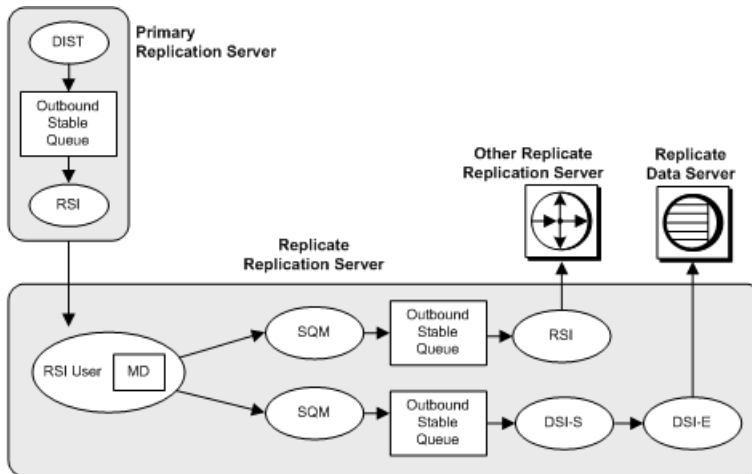 DIST
Primary
Replication Server
Outbound
Stable
Queue
RSI
Other Replicate
Replication Server
Replicate
Data Server
Replicate
Replication Server
RSI User
MD
SQM
Outbound
Stable
Queue
RSI
SQM
Outbound
Stable
Queue
DSI-S
DSI-E